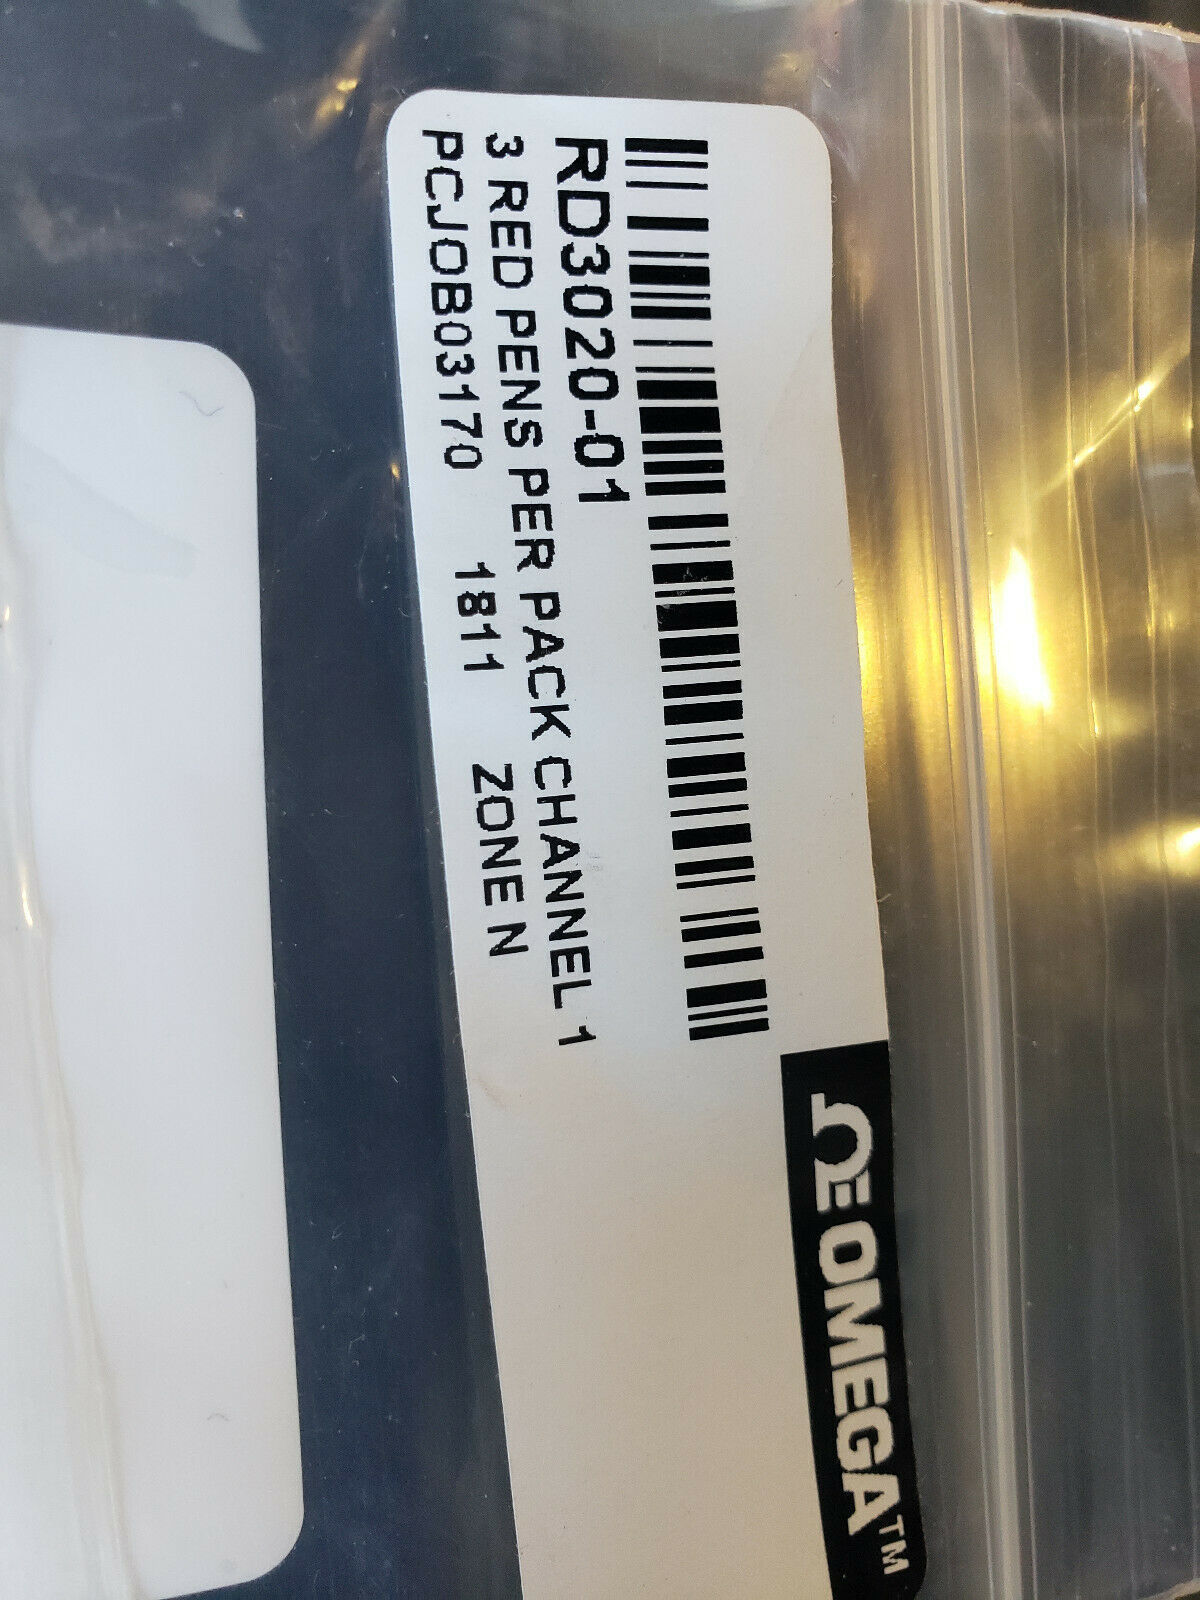 RD3020-01
3 RED PENS PER PACK CHANNEL 1
PCJOB03170 1811 ZONE N
OMEGA™